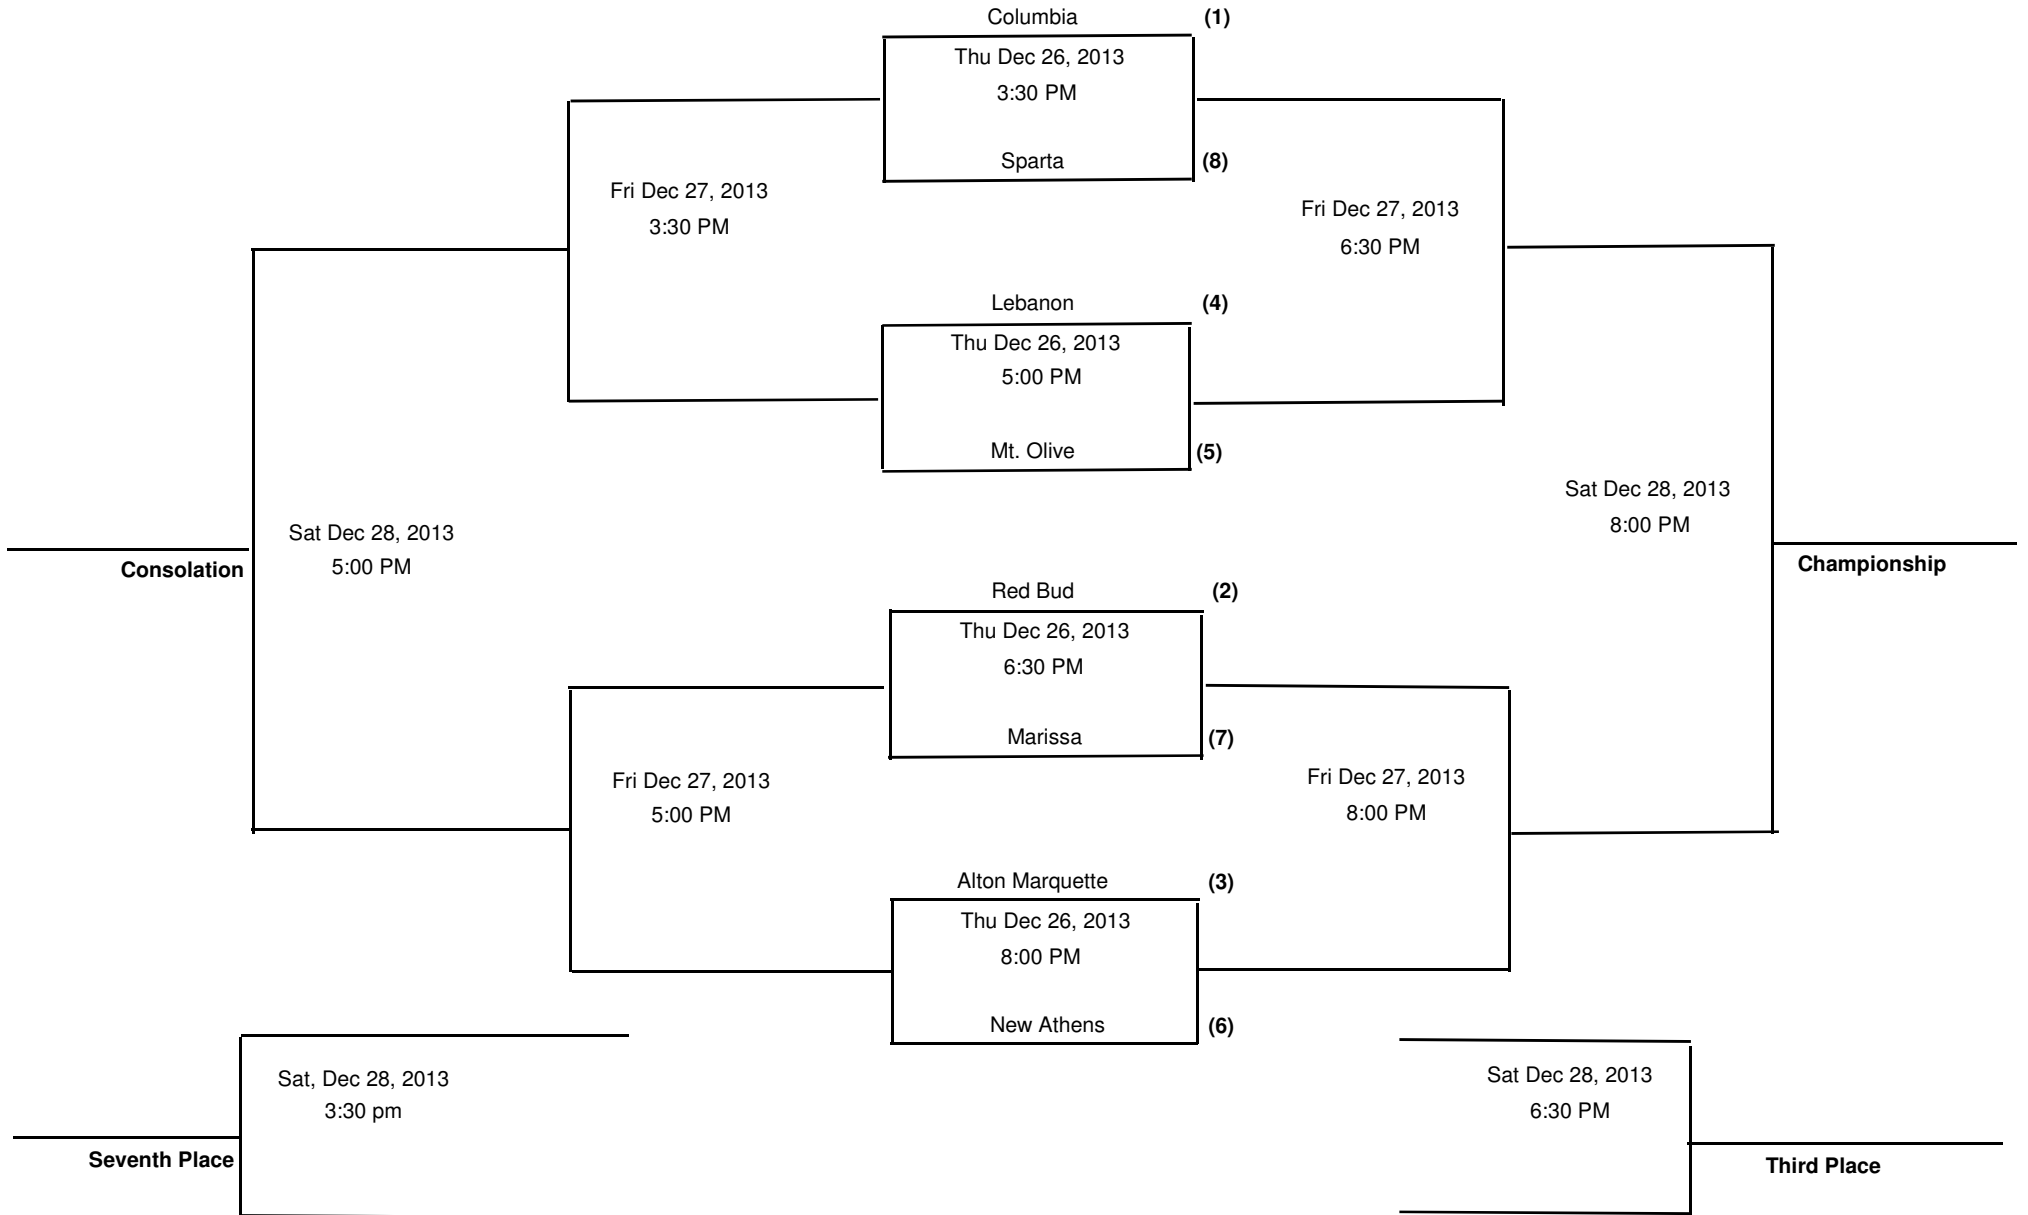 Columbia (1)
Thu Dec 26, 2013
3:30 PM
Sparta (8)
Fri Dec 27, 2013
3:30 PM
Fri Dec 27, 2013
6:30 PM
Lebanon (4)
Thu Dec 26, 2013
5:00 PM
Mt. Olive (5)
Sat Dec 28, 2013
5:00 PM
Consolation
Sat Dec 28, 2013
8:00 PM
Championship
Red Bud (2)
Thu Dec 26, 2013
6:30 PM
Marissa (7)
Fri Dec 27, 2013
5:00 PM
Fri Dec 27, 2013
8:00 PM
Alton Marquette (3)
Thu Dec 26, 2013
8:00 PM
New Athens (6)
Sat, Dec 28, 2013
3:30 pm
Seventh Place
Sat Dec 28, 2013
6:30 PM
Third Place